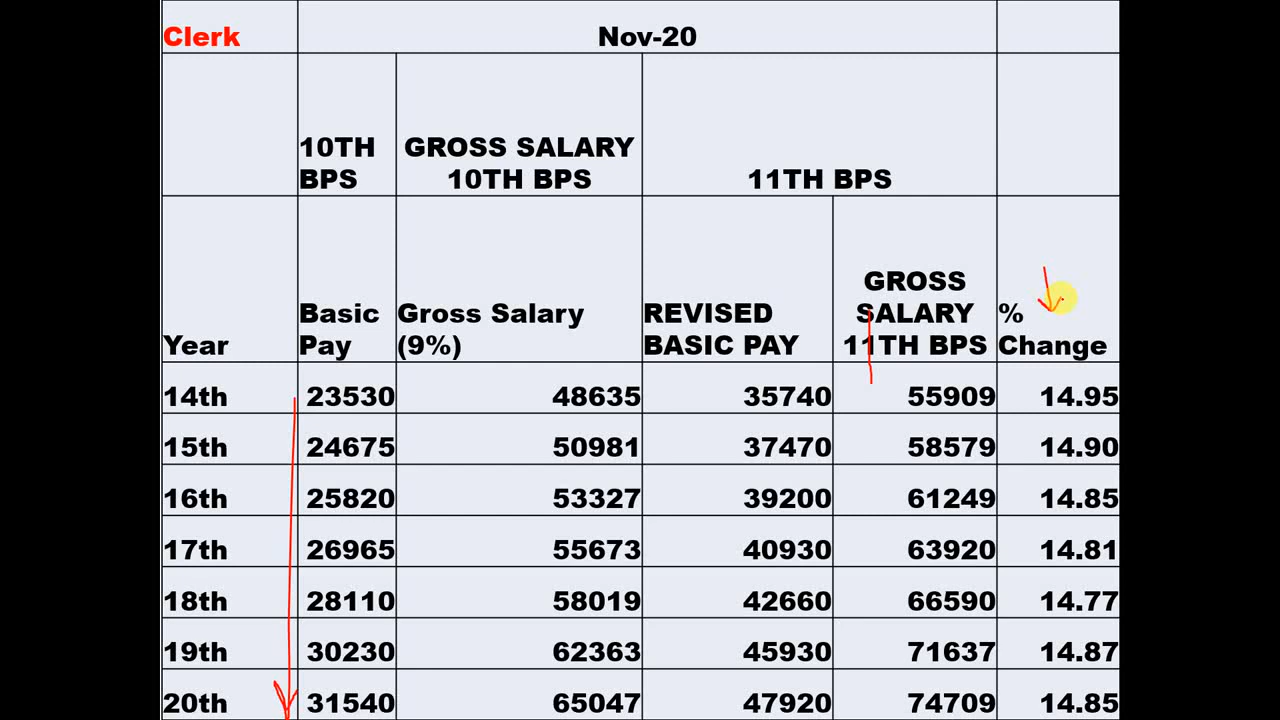 Clerk Nov-20
10TH BPS GROSS SALARY 10TH BPS 11TH BPS
Year Basic Pay Gross Salary (9%) REVISED BASIC PAY GROSS SALARY 11TH BPS % Change
14th 23530 48635 35740 55909 14.95
15th 24675 50981 37470 58579 14.90
16th 25820 53327 39200 61249 14.85
17th 26965 55673 40930 63920 14.81
18th 28110 58019 42660 66590 14.77
19th 30230 62363 45930 71637 14.87
20th 31540 65047 47920 74709 14.85